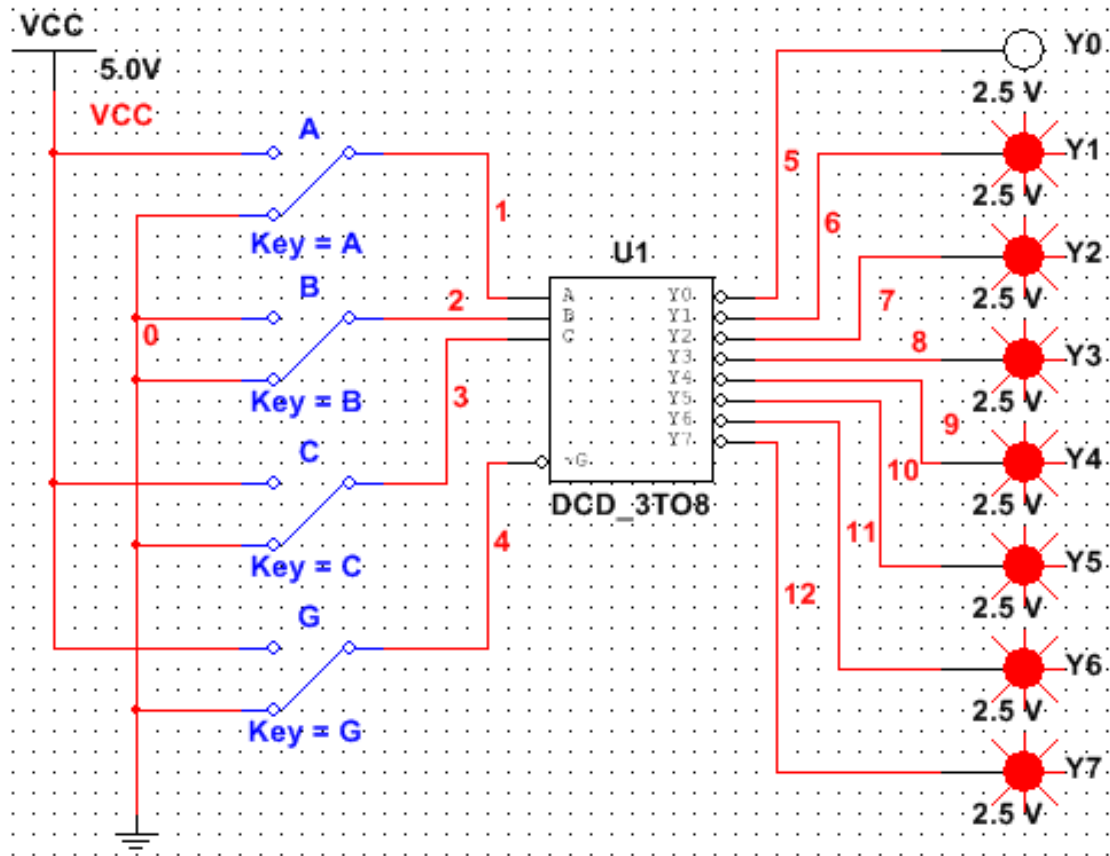 VCC
5.0V
VCC
A
Key = A
B
Key = B
C
Key = C
G
Key = G
0
1
2
3
4
U1
A
B
C
~G
Y0
Y1
Y2
Y3
Y4
Y5
Y6
Y7
DCD_3TO8
5
6
7
8
9
10
11
12
Y0
2.5 V
Y1
2.5 V
Y2
2.5 V
Y3
2.5 V
Y4
2.5 V
Y5
2.5 V
Y6
2.5 V
Y7
2.5 V